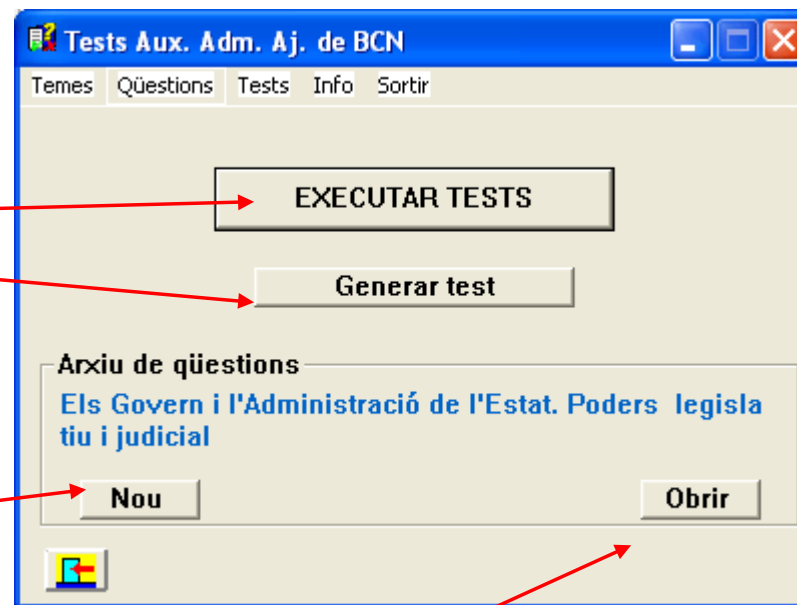 Tests Aux. Adm. Aj. de BCN
Temes Qüestions Tests Info Sortir
EXECUTAR TESTS
Generar test
Arxiu de qüestions
Els Govern i l'Administració de l'Estat. Poders legisla
tiu i judicial
Nou Obrir